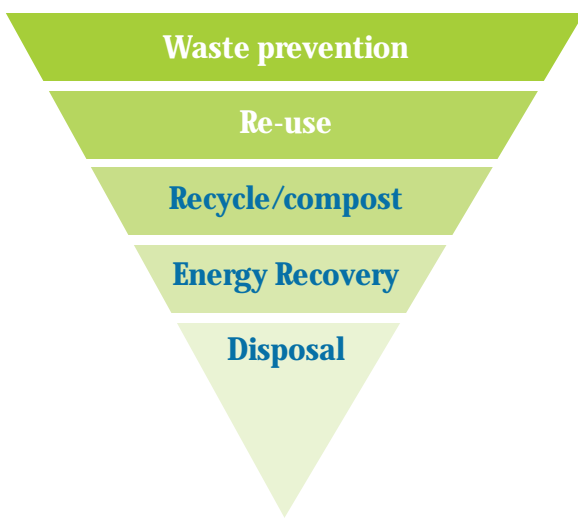 Waste prevention
Re-use
Recycle/compost
Energy Recovery
Disposal